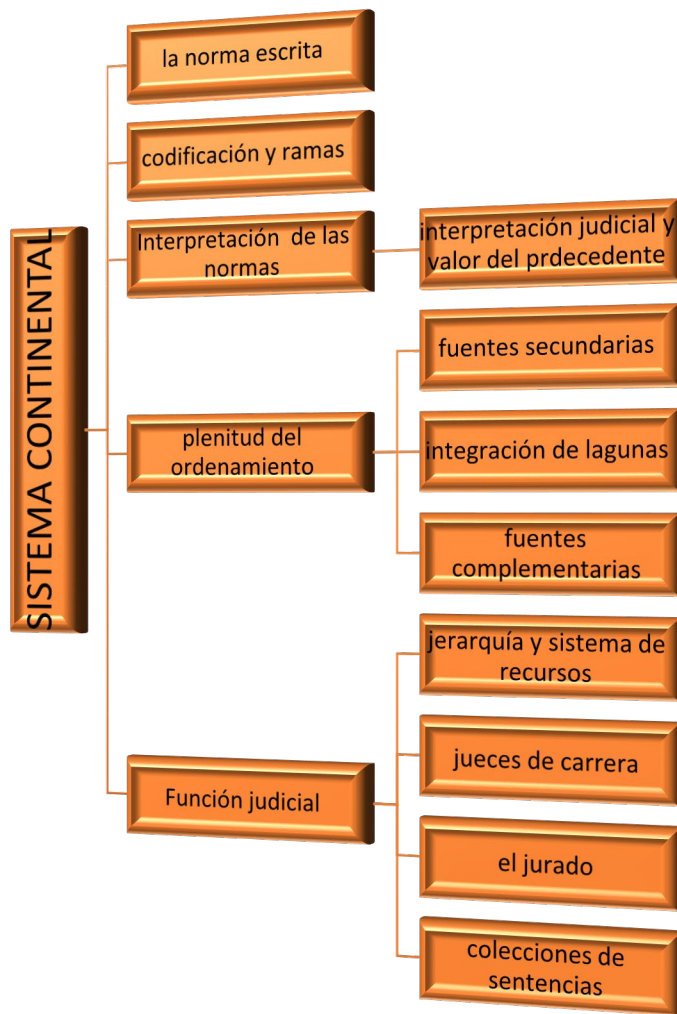 SISTEMA CONTINENTAL
la norma escrita
codificación y ramas
Interpretación de las
normas
interpretación judicial y
valor del prdecedente
plenitud del
ordenamiento
fuentes secundarias
integración de lagunas
fuentes
complementarias
Función judicial
jerarquía y sistema de
recursos
jueces de carrera
el jurado
colecciones de
sentencias